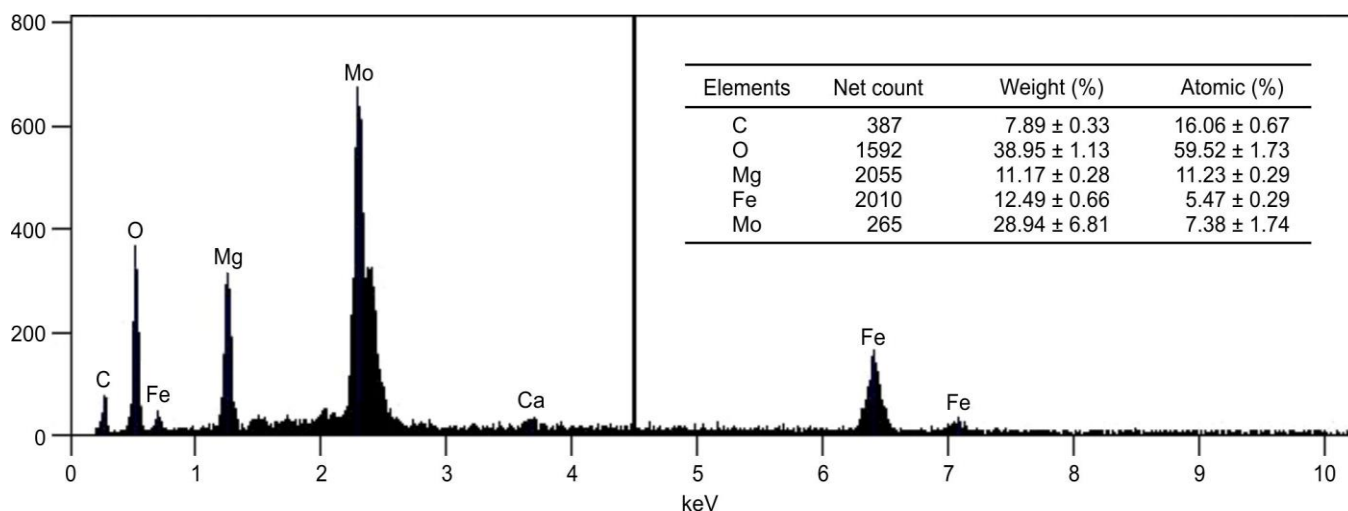 800
600
400
200
0
C
O
Fe
Mg
Mo
Ca
Fe
Fe
Elements Net count Weight (%) Atomic (%)
C 387 7.89 ± 0.33 16.06 ± 0.67
O 1592 38.95 ± 1.13 59.52 ± 1.73
Mg 2055 11.17 ± 0.28 11.23 ± 0.29
Fe 2010 12.49 ± 0.66 5.47 ± 0.29
Mo 265 28.94 ± 6.81 7.38 ± 1.74
0 1 2 3 4 5 6 7 8 9 10
keV